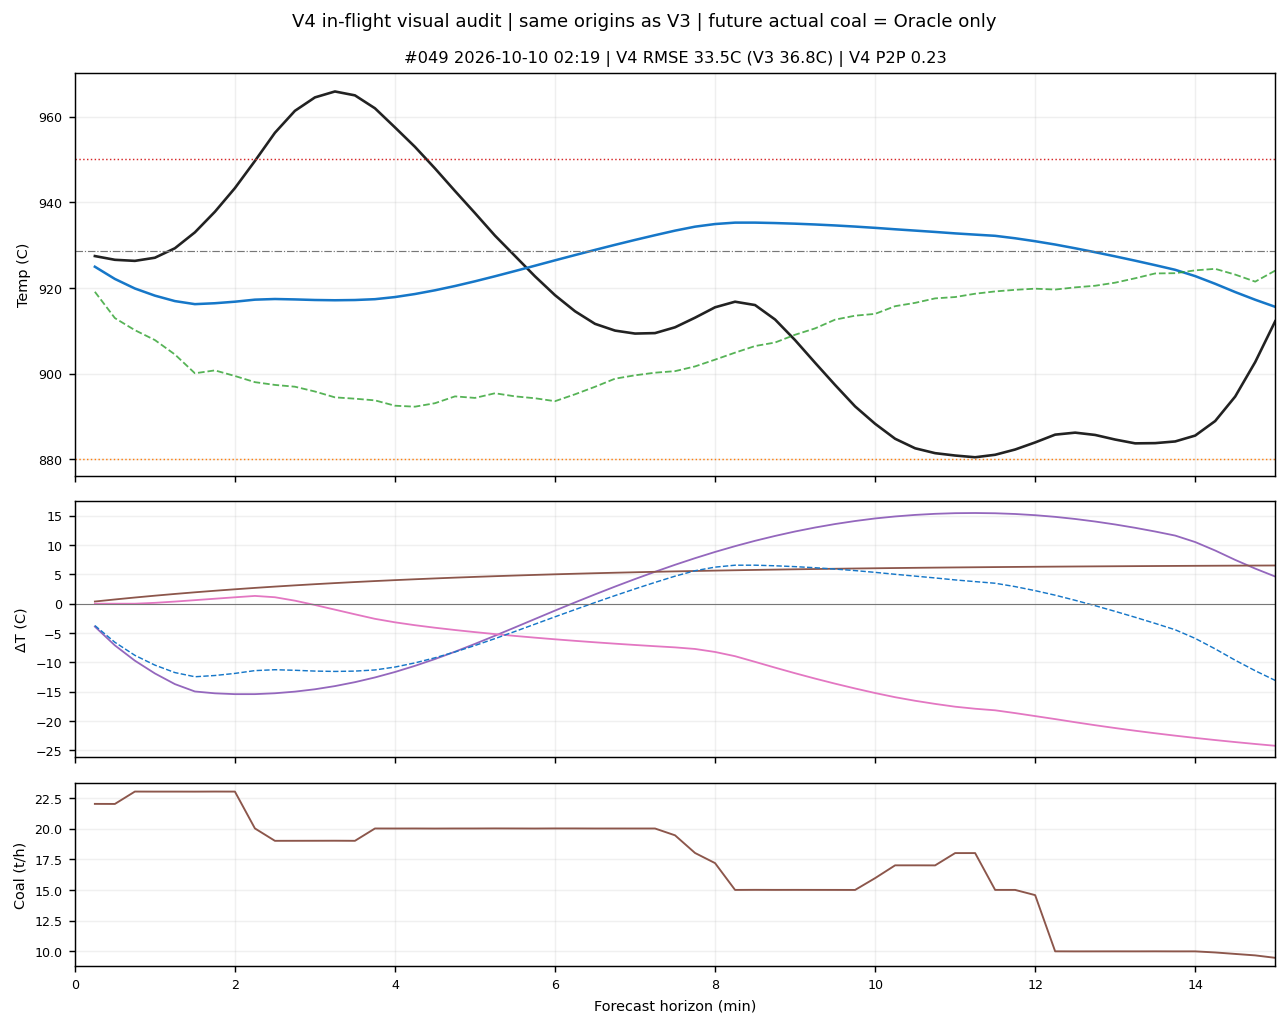 V4 in-flight visual audit | same origins as V3 | future actual coal = Oracle only
#049 2026-10-10 02:19 | V4 RMSE 33.5C (V3 36.8C) | V4 P2P 0.23
Temp (C)
960
940
920
900
880
ΔT (C)
15
10
5
0
−5
−10
−15
−20
−25
Coal (t/h)
22.5
20.0
17.5
15.0
12.5
10.0
0 2 4 6 8 10 12 14
Forecast horizon (min)